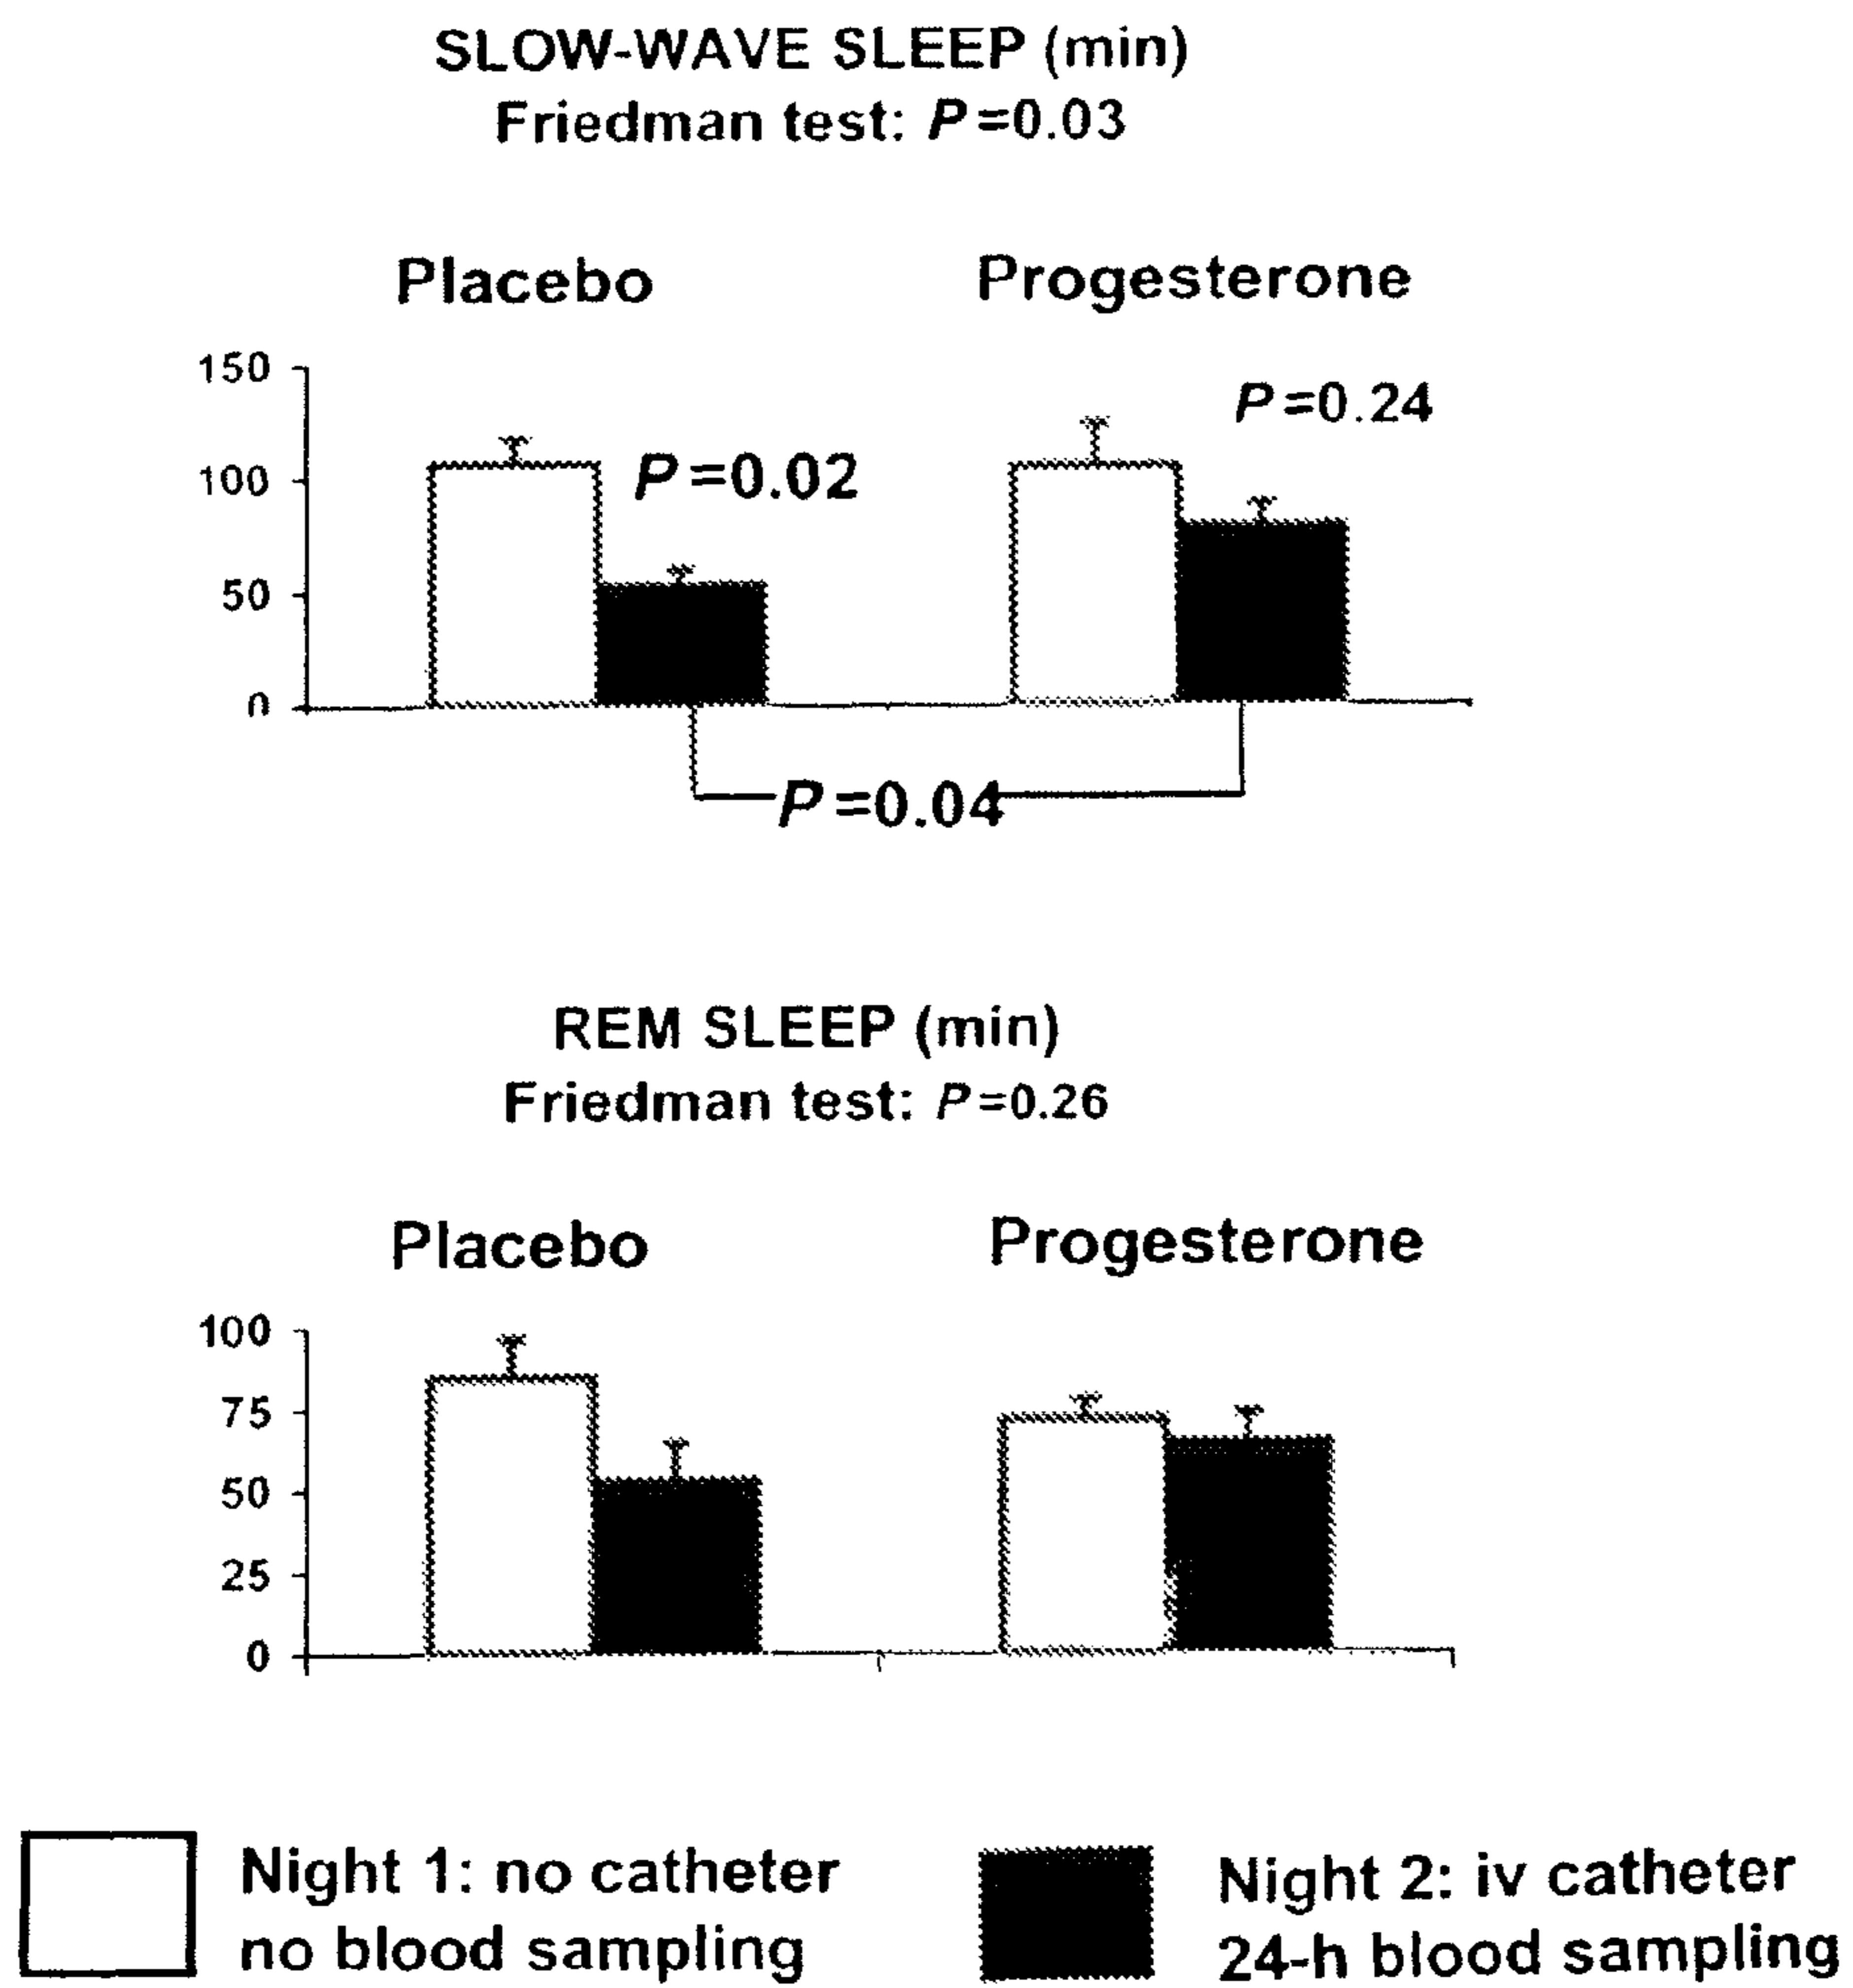 SLOW-WAVE SLEEP (min)
Friedman test: P=0.03
Placebo Progesterone
150
P=0.24
P=0.02
100
50
0
P=0.04
REM SLEEP (min)
Friedman test: P=0.26
Placebo Progesterone
100
75
50
25
0
Night 1: no catheter
no blood sampling
Night 2: iv catheter
24-h blood sampling